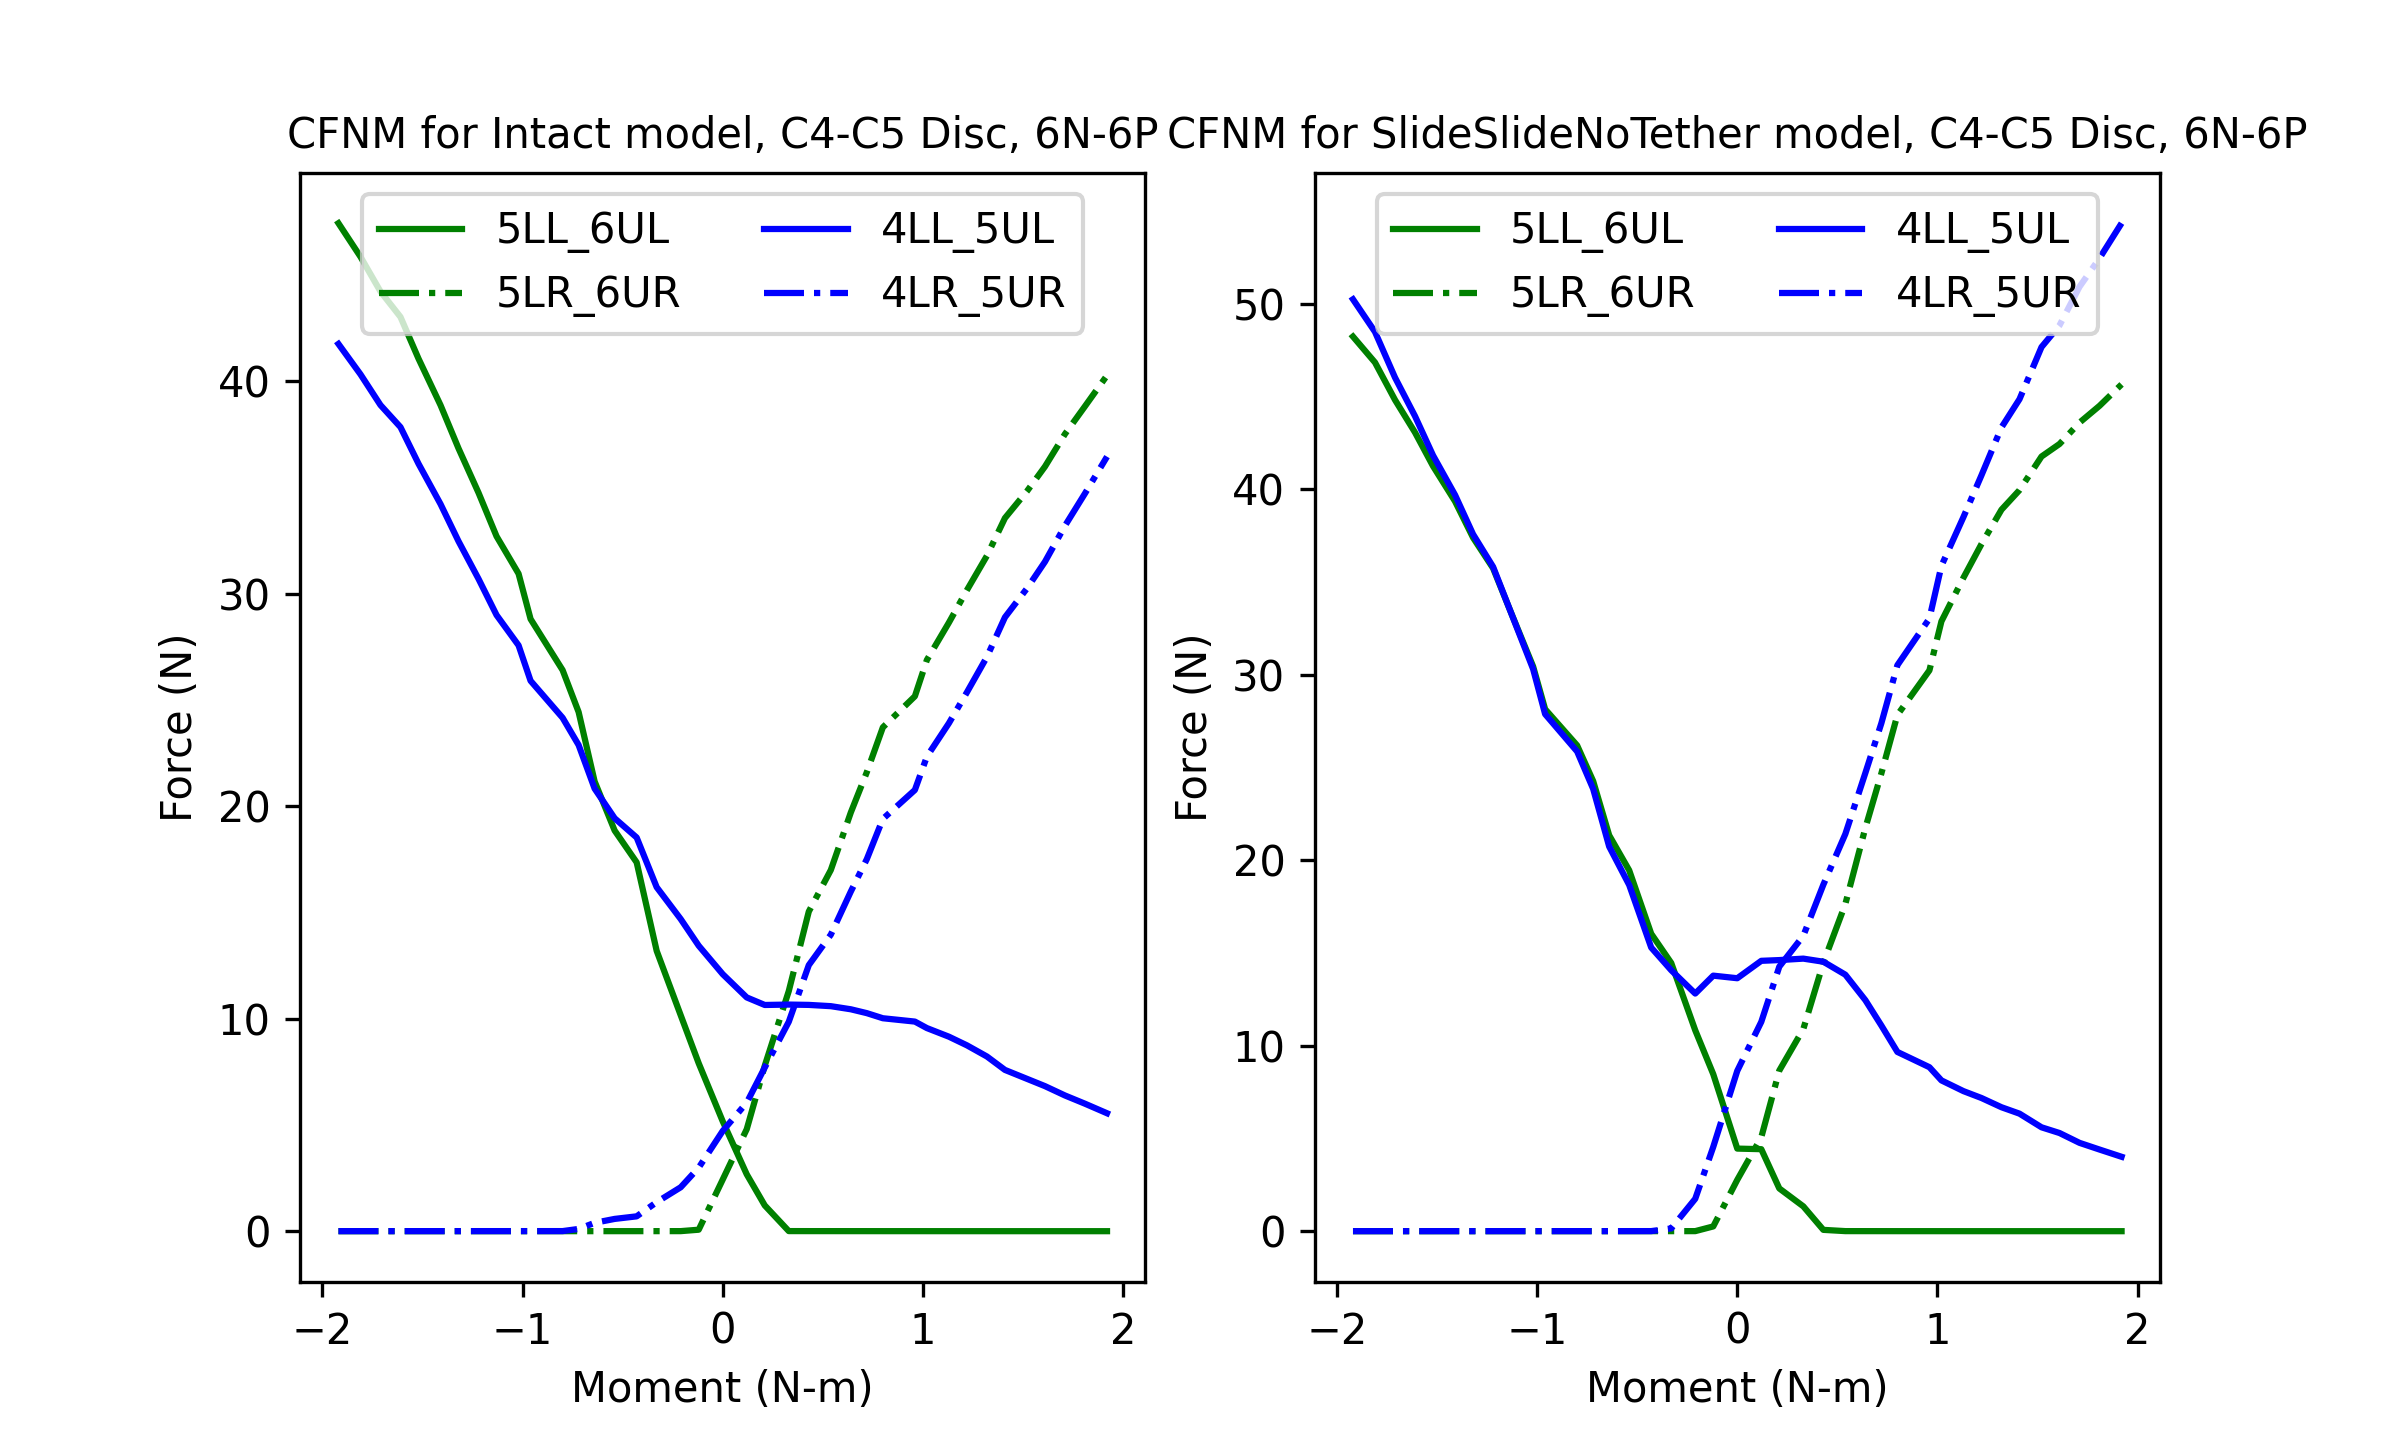 CFNM for Intact model, C4-C5 Disc, 6N-6P
5LL_6UL
4LL_5UL
5LR_6UR
4LR_5UR
40
30
20
10
0
Force (N)
−2
−1
0
1
2
Moment (N-m)
CFNM for SlideSlideNoTether model, C4-C5 Disc, 6N-6P
5LL_6UL
4LL_5UL
5LR_6UR
4LR_5UR
50
40
30
20
10
0
Force (N)
−2
−1
0
1
2
Moment (N-m)